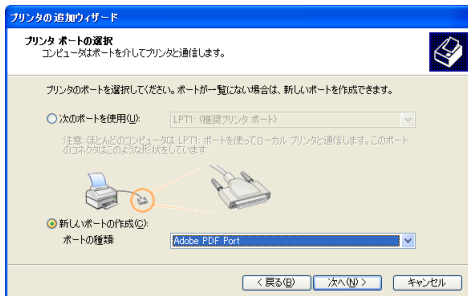 プリンタの追加ウィザード
プリンタ ポートの選択
コンピュータはポートを介してプリンタと通信します。
プリンタのポートを選択してください。ポートが一覧にない場合は、新しいポートを作成できます。
次のポートを使用(U):
LPT1: (推奨プリンタ ポート)
注意: ほとんどのコンピュータは LPT1: ポートを使ってローカル プリンタと通信します。このポート
のコネクタはこのような形状をしています:
新しいポートの作成(C):
ポートの種類:
Adobe PDF Port
< 戻る(B)
次へ(N) >
キャンセル